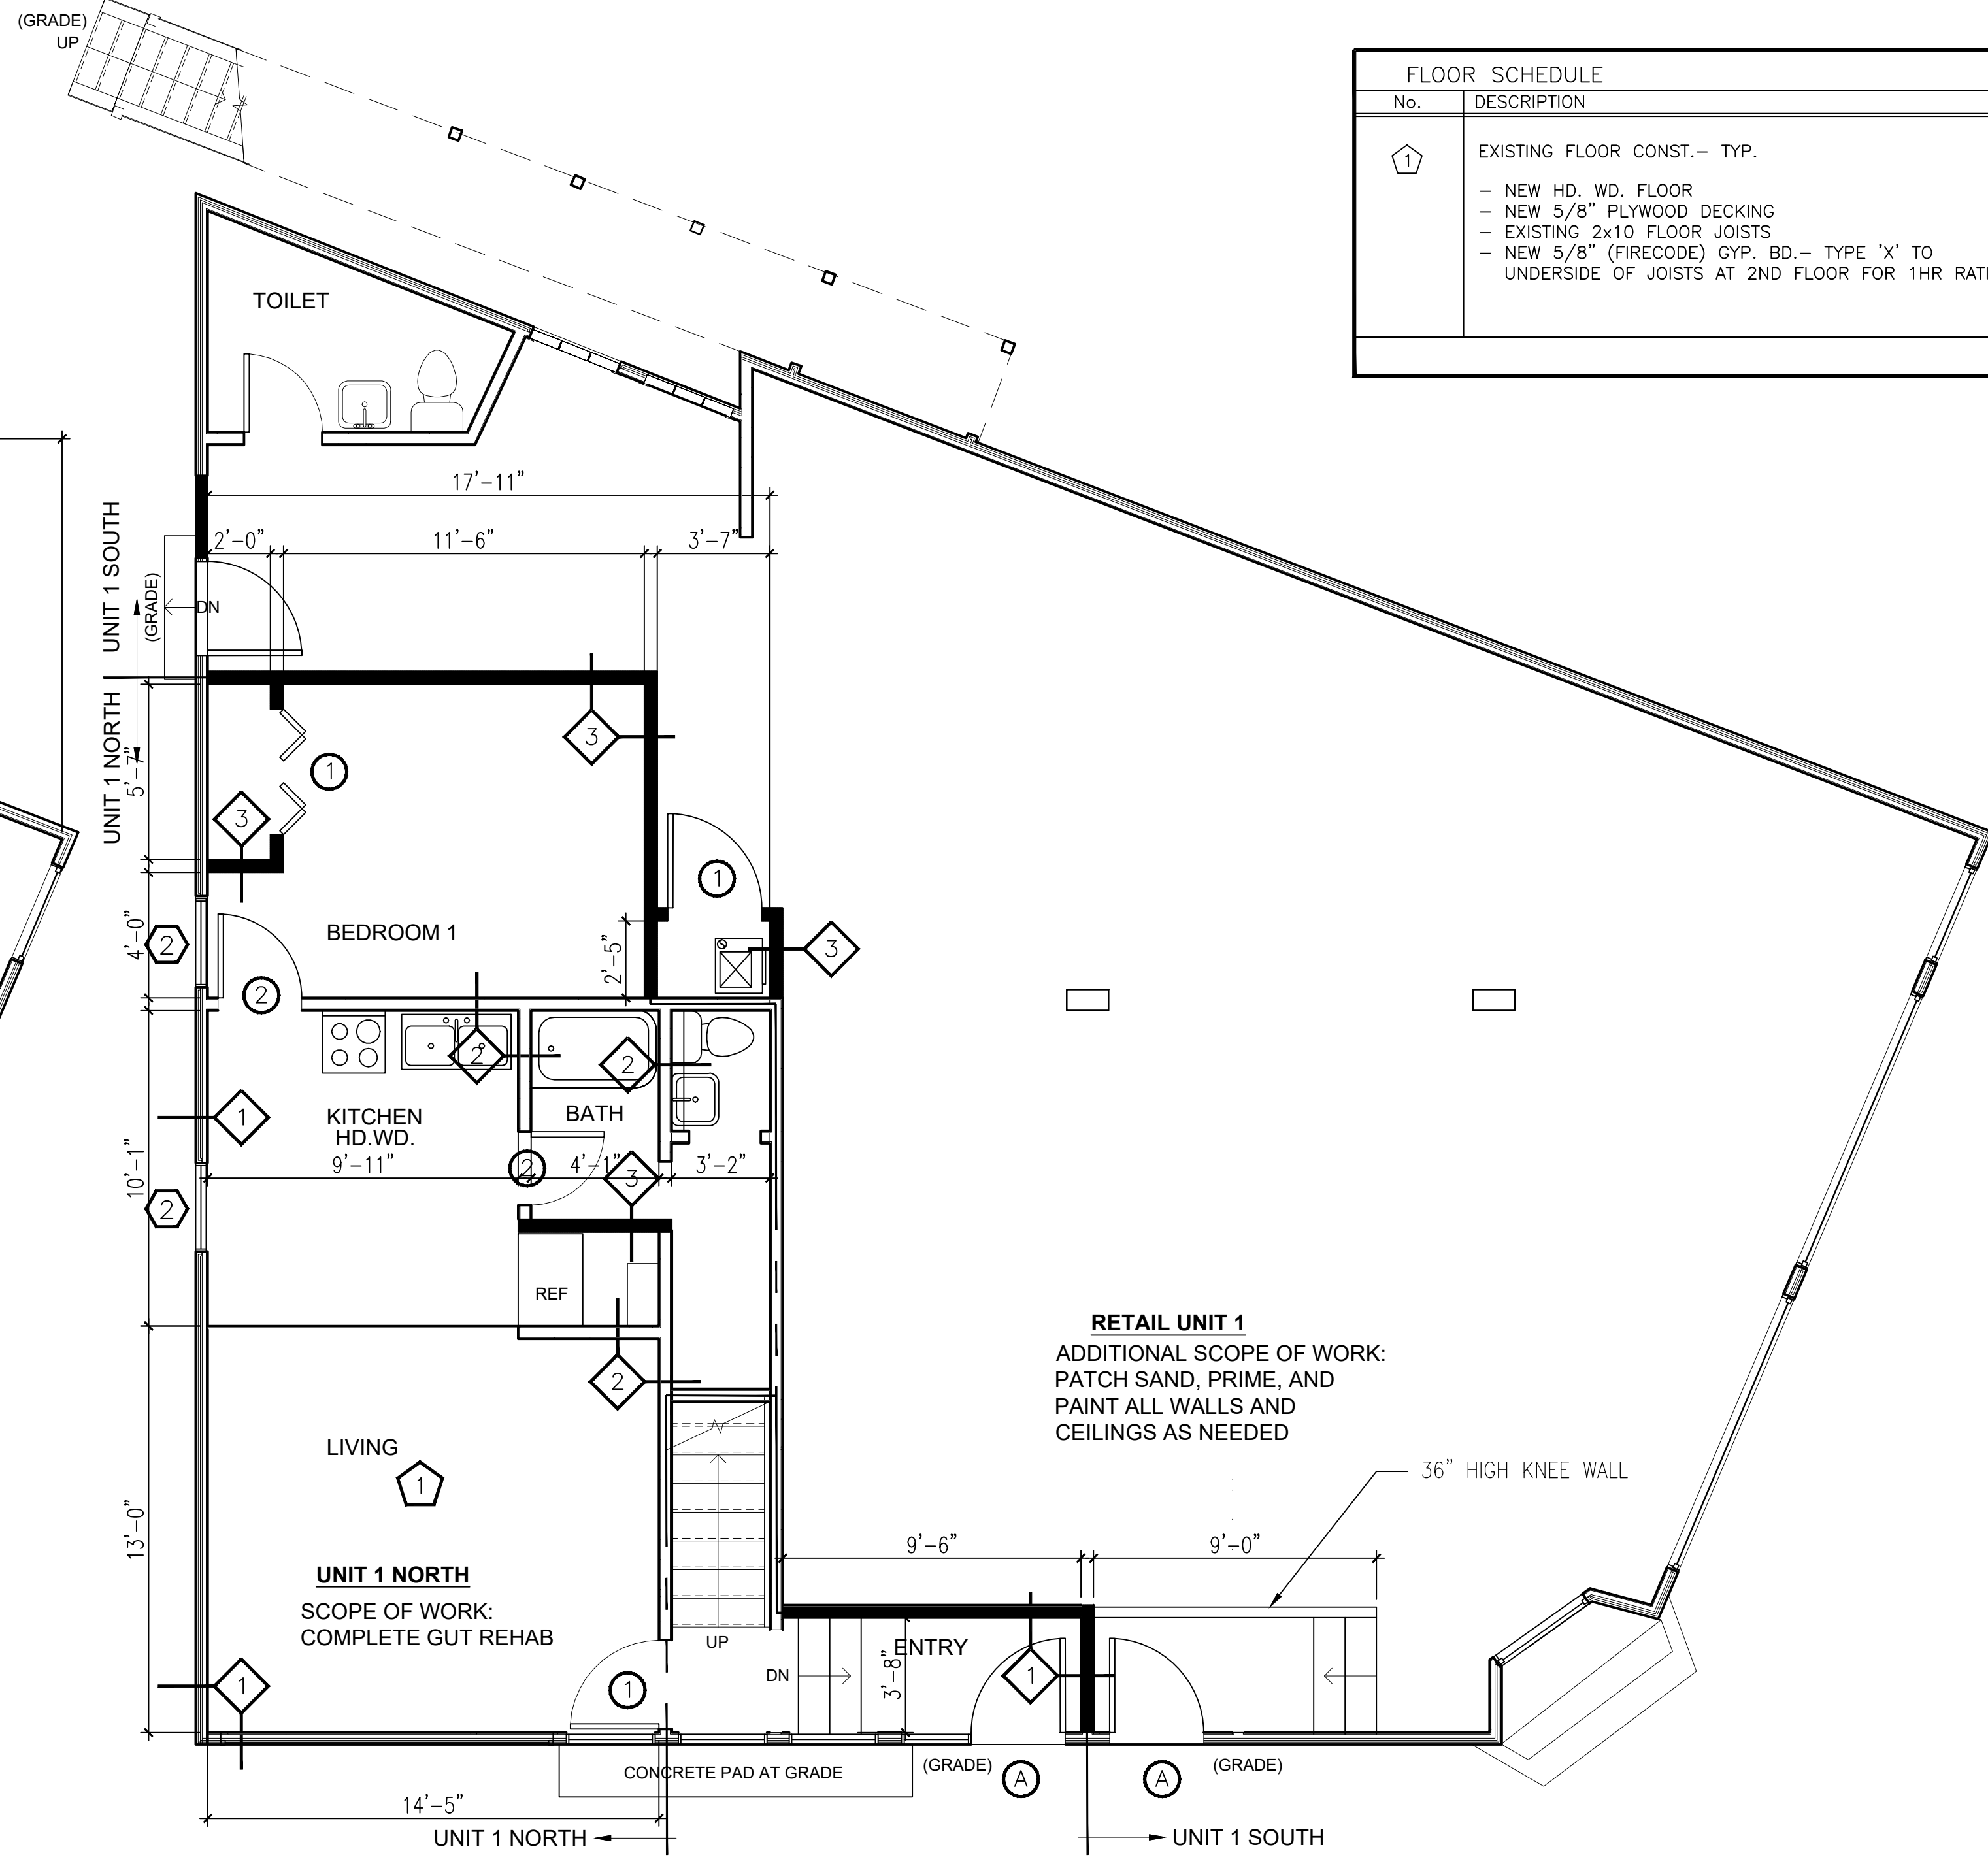 (GRADE)
UP
FLOOR SCHEDULE
No. DESCRIPTION
1
EXISTING FLOOR CONST.– TYP.
– NEW HD. WD. FLOOR
– NEW 5/8" PLYWOOD DECKING
– EXISTING 2x10 FLOOR JOISTS
– NEW 5/8" (FIRECODE) GYP. BD.– TYPE 'X' TO
UNDERSIDE OF JOISTS AT 2ND FLOOR FOR 1HR
TOILET
17'–11"
2'–0" 11'–6" 3'–7"
UNIT 1 SOUTH
(GRADE)
DN
UNIT 1 NORTH
5'–7"
3
1
3
1
4'–0"
2
BEDROOM 1
2'–5"
3
2
2
2
1
KITCHEN
HD.WD.
BATH
9'–11" 4'–1" 3'–2"
2
3
10'–1"
2
REF
2
RETAIL UNIT 1
ADDITIONAL SCOPE OF WORK:
PATCH SAND, PRIME, AND
PAINT ALL WALLS AND
CEILINGS AS NEEDED
LIVING
1
36" HIGH KNEE WALL
13'–0"
9'–6" 9'–0"
UNIT 1 NORTH
SCOPE OF WORK:
COMPLETE GUT REHAB
UP
ENTRY
DN
3'–8"
1
1
1
CONCRETE PAD AT GRADE
(GRADE)
A
A
(GRADE)
14'–5"
UNIT 1 NORTH
UNIT 1 SOUTH